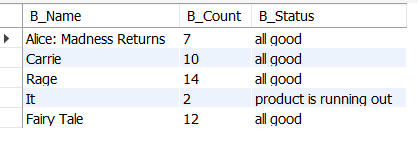 B_Name B_Count B_Status
Alice: Madness Returns 7 all good
Carrie 10 all good
Rage 14 all good
It 2 product is running out
Fairy Tale 12 all good